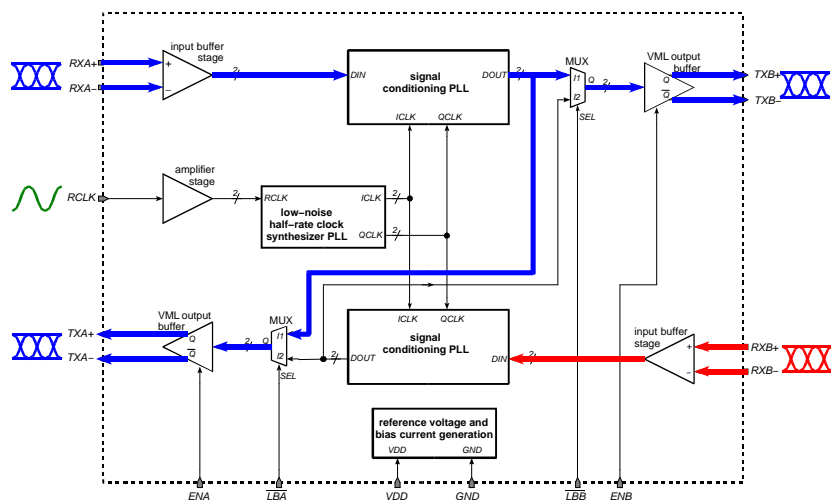 RXA+
RXA−
input buffer
stage
+
−
2
DIN
signal
conditioning PLL
DOUT
2
ICLK
QCLK
MUX
I1
I2
Q
SEL
2
VML output
buffer
Q
Q
TXB+
TXB−
RCLK
amplifier
stage
2
RCLK
low−noise
half−rate clock
synthesizer PLL
ICLK
QCLK
2
2
TXA+
TXA−
VML output
buffer
Q
Q
2
Q
MUX
I1
I2
SEL
2
ICLK
QCLK
signal
conditioning PLL
DOUT
DIN
2
input buffer
stage
+
−
RXB+
RXB−
reference voltage and
bias current generation
VDD
GND
ENA
LBA
VDD
GND
LBB
ENB